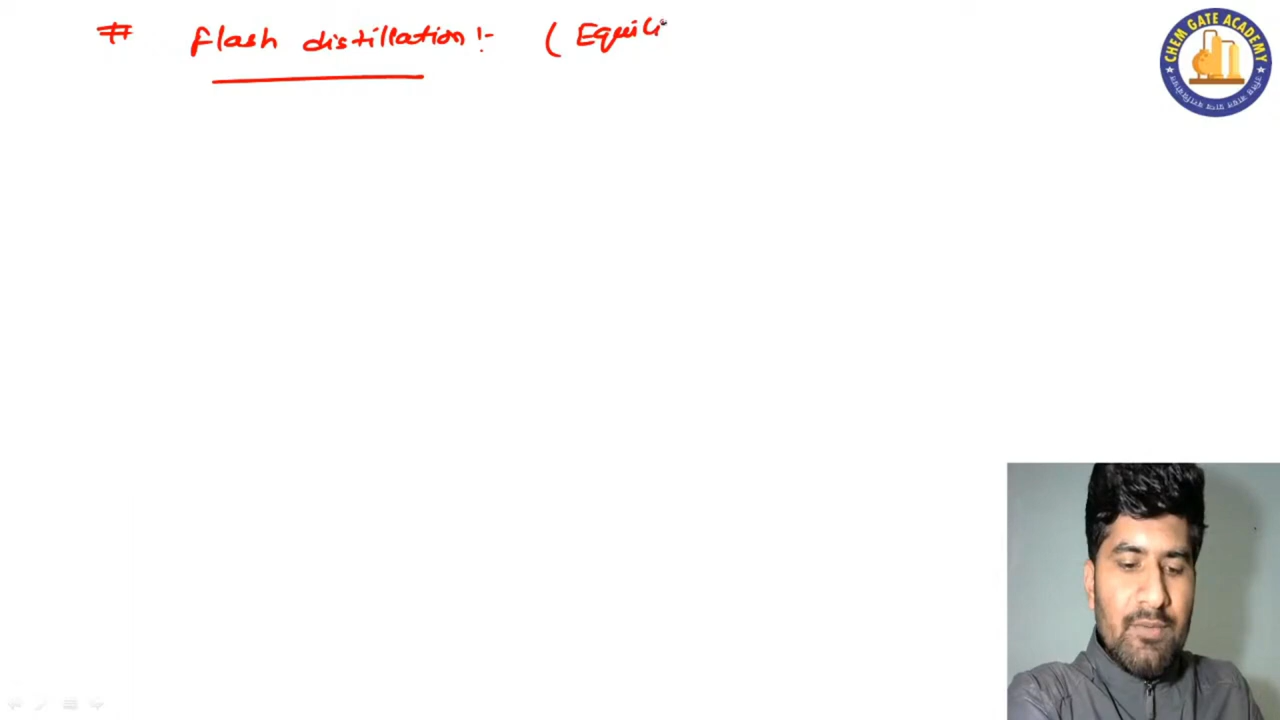 # flash distillation :- ( Equili
CHEM GATE ACADEMY